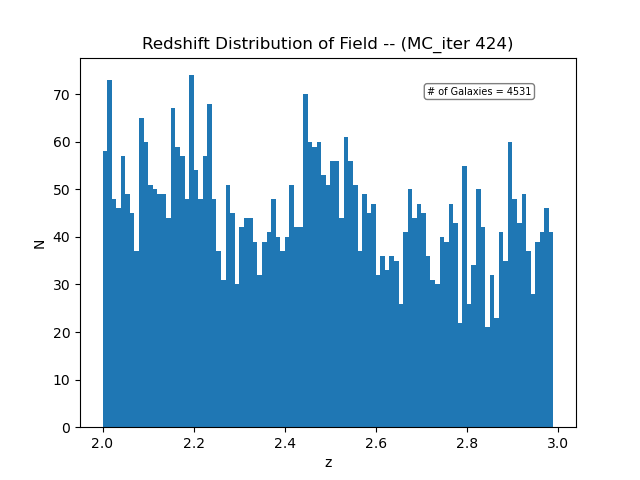 Redshift Distribution of Field -- (MC_iter 424)
# of Galaxies = 4531
N
70
60
50
40
30
20
10
0
2.0 2.2 2.4 2.6 2.8 3.0
z